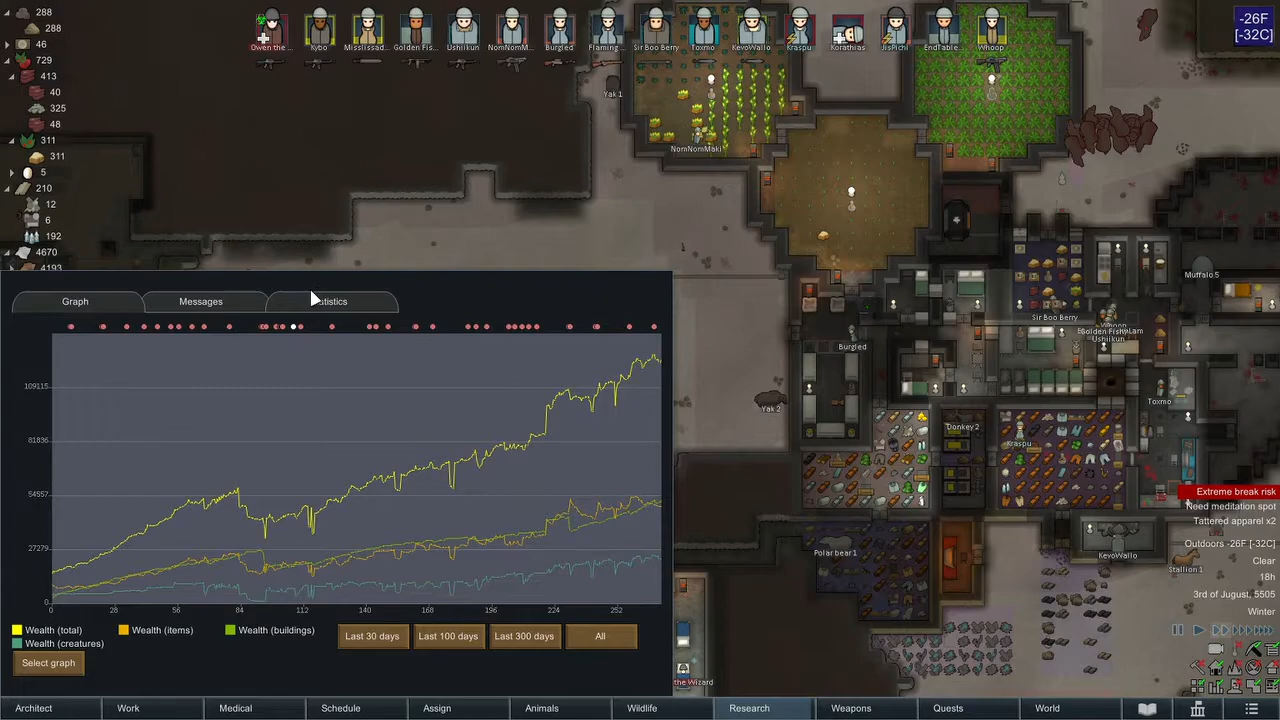 288
288
46
729
413
40
325
48
311
311
5
210
12
6
192
4670
4193
Owen the ...
Kybo
Golden Fis...
Ushiikun
NomNomM...
Burgled
Flaming ...
Sir Boo Berry
Toxmo
KevoWallo
Kraspu
Korathias
JisPichi
EndTable...
Whoop
-26F
[-32C]
Yak 1
NomNomMaki
Muffalo 5
Sir Boo Berry
Ushiikun
Burgled
Toxmo
Yak 2
Donkey 2
Kraspu
Polar bear 1
KevoWallo
Stallion 1
the Wizard
Extreme break risk
Need meditation spot
Tattered apparel x2
Outdoors -26F [-32C]
Clear
18h
3rd of Jugust, 5505
Winter
Graph
Messages
109115
81836
54557
27279
0
0
28
56
84
112
140
168
196
224
252
Wealth (total)
Wealth (items)
Wealth (buildings)
Wealth (creatures)
Last 30 days
Last 100 days
Last 300 days
All
Select graph
Architect
Work
Medical
Schedule
Assign
Animals
Wildlife
Research
Weapons
Quests
World